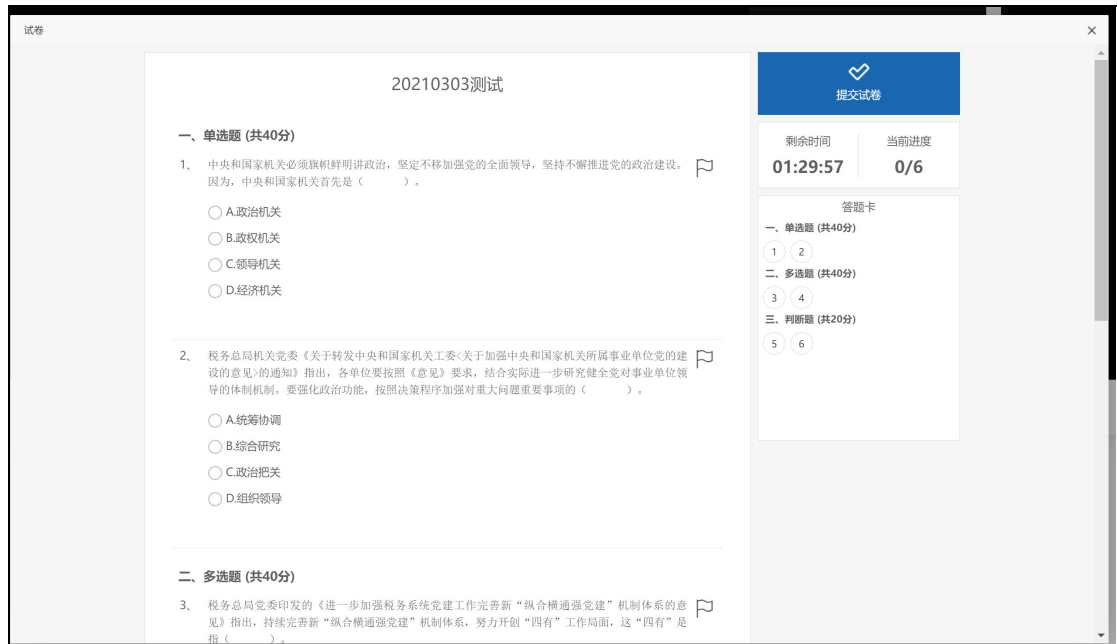 试卷
20210303测试
一、单选题 (共40分)
1、 中央和国家机关必须旗帜鲜明讲政治，坚定不移加强党的全面领导，坚持不懈推进党的政治建设。
因为，中央和国家机关首先是（　　）。
A.政治机关
B.政权机关
C.领导机关
D.经济机关
2、 税务总局机关党委《关于转发中央和国家机关工委<关于加强中央和国家机关所属事业单位党的建
设的意见>的通知》指出，各单位要按照《意见》要求，结合实际进一步研究健全党对事业单位领
导的体制机制。要强化政治功能，按照决策程序加强对重大问题重要事项的（　　）。
A.统筹协调
B.综合研究
C.政治把关
D.组织领导
二、多选题 (共40分)
3、 税务总局党委印发的《进一步加强税务系统党建工作完善新“纵合横通强党建”机制体系的意
见》指出，持续完善新“纵合横通强党建”机制体系，努力开创“四有”工作局面，这“四有”是
指（　　）。
提交试卷
剩余时间 当前进度
01:29:57 0/6
答题卡
一、单选题 (共40分)
1 2
二、多选题 (共40分)
3 4
三、判断题 (共20分)
5 6